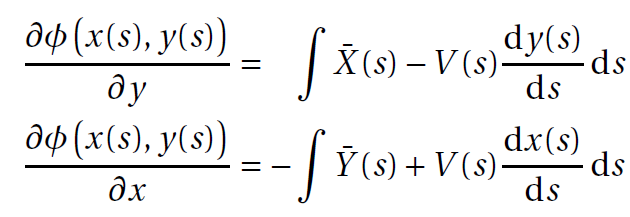 ∂ϕ(x(s), y(s))/∂y = ∫ X̄(s) − V(s) dy(s)/ds ds
∂ϕ(x(s), y(s))/∂x = − ∫ Ȳ(s) + V(s) dx(s)/ds ds